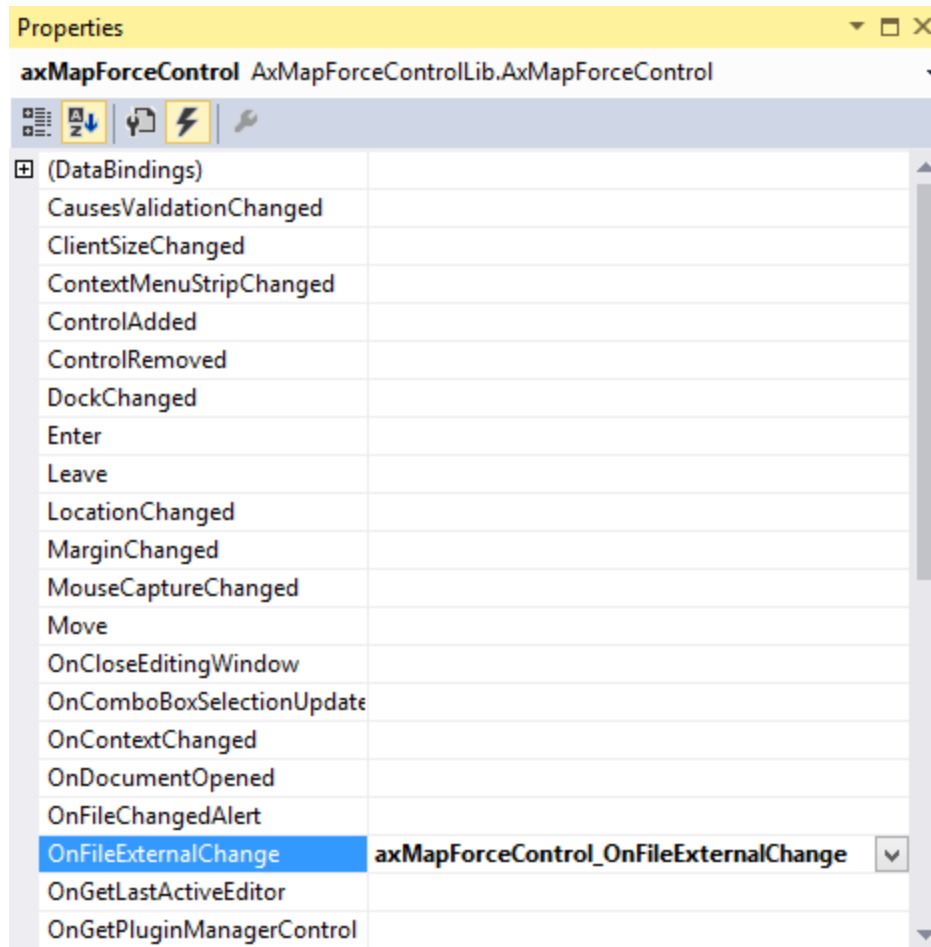 Properties
axMapForceControl AxMapForceControlLib.AxMapForceControl
(DataBindings)
CausesValidationChanged
ClientSizeChanged
ContextMenuStripChanged
ControlAdded
ControlRemoved
DockChanged
Enter
Leave
LocationChanged
MarginChanged
MouseCaptureChanged
Move
OnCloseEditingWindow
OnComboBoxSelectionUpdate
OnContextChanged
OnDocumentOpened
OnFileChangedAlert
OnFileExternalChange axMapForceControl_OnFileExternalChange
OnGetLastActiveEditor
OnGetPluginManagerControl